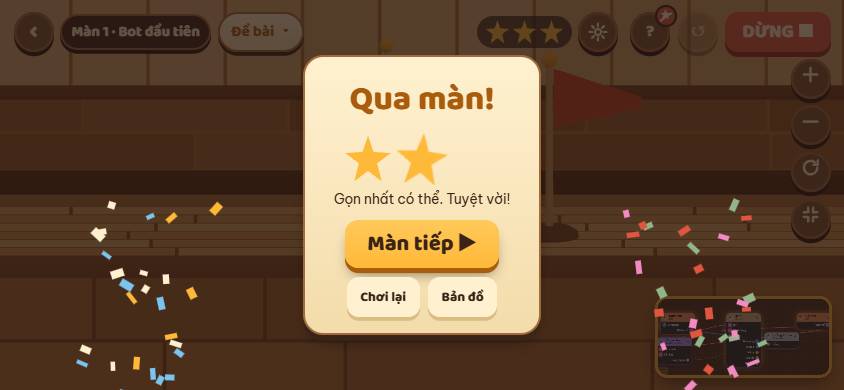 Màn 1 · Bot đầu tiên
Đề bài
?
DỪNG
Qua màn!
Gọn nhất có thể. Tuyệt vời!
Màn tiếp
Chơi lại
Bản đồ